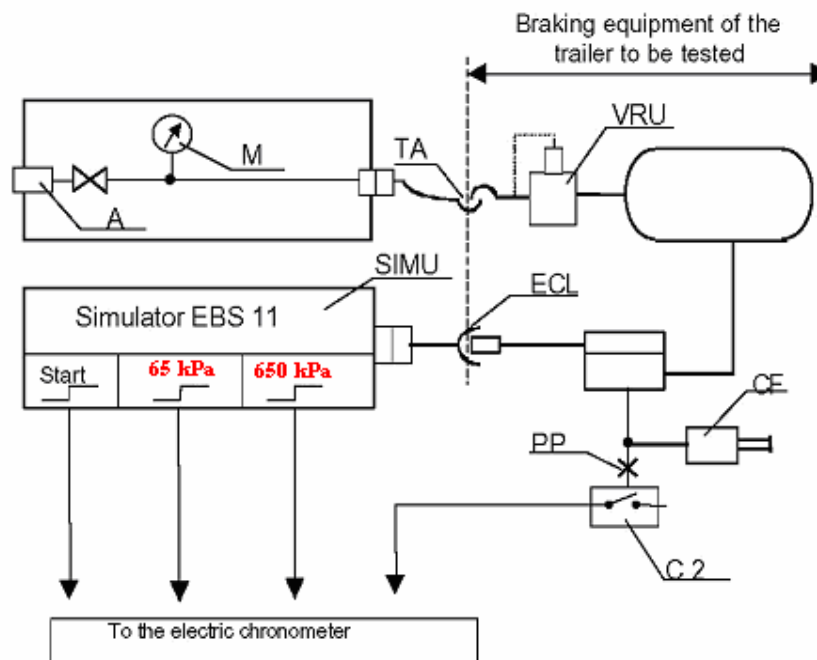 Braking equipment of the
trailer to be tested
VRU
M
TA
A
SIMU
ECL
Simulator EBS 11
Start
65 kPa
650 kPa
CF
PP
C 2
To the electric chronometer